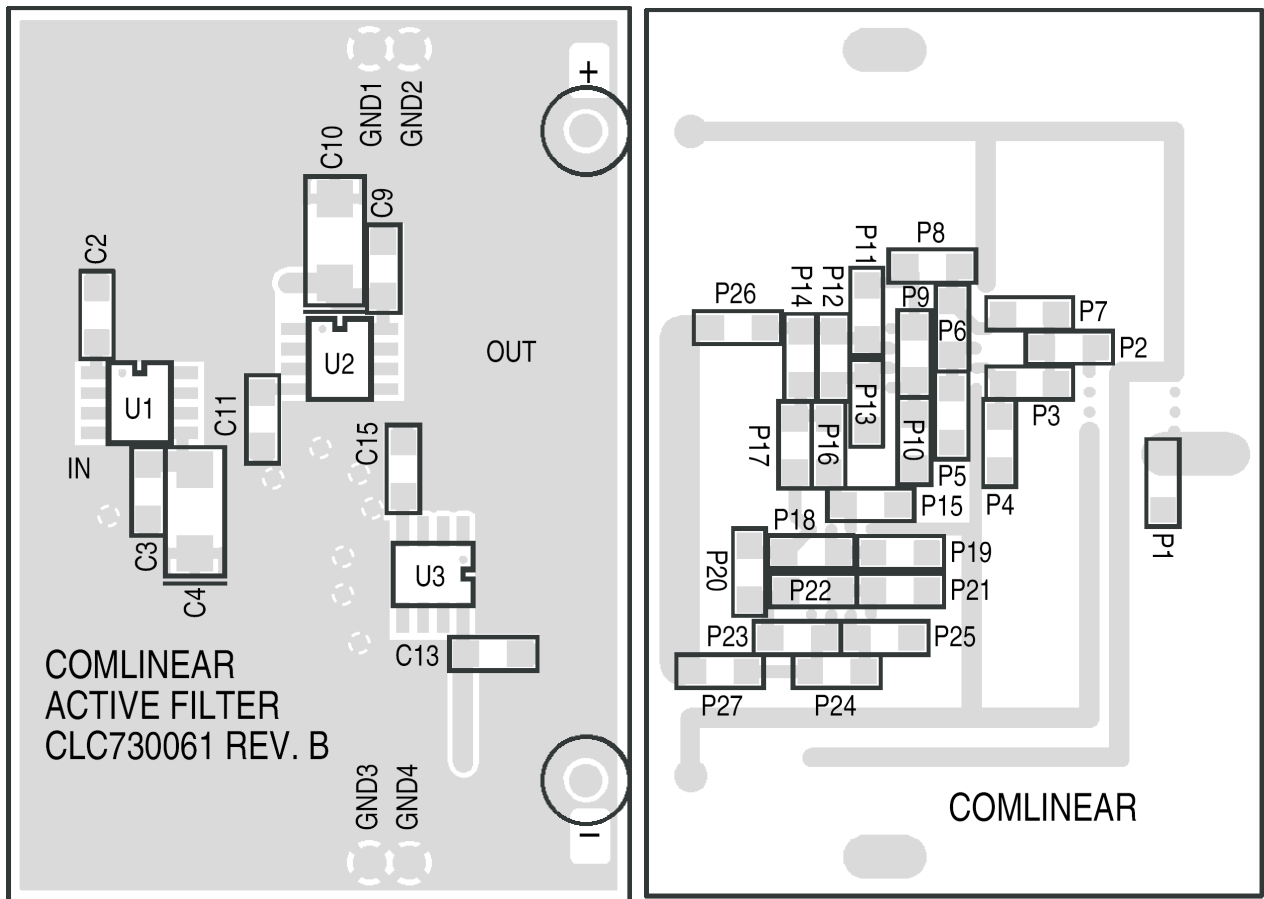 +
GND1
GND2
C10
C9
C2
U2
OUT
U1
C11
C15
IN
C3
C4
U3
C13
COMLINEAR
ACTIVE FILTER
CLC730061 REV. B
GND3
GND4
–
P11
P8
P14
P12
P26
P9
P7
P6
P2
P13
P3
P17
P16
P10
P5
P4
P15
P18
P1
P20
P19
P22
P21
P23
P25
P27
P24
COMLINEAR